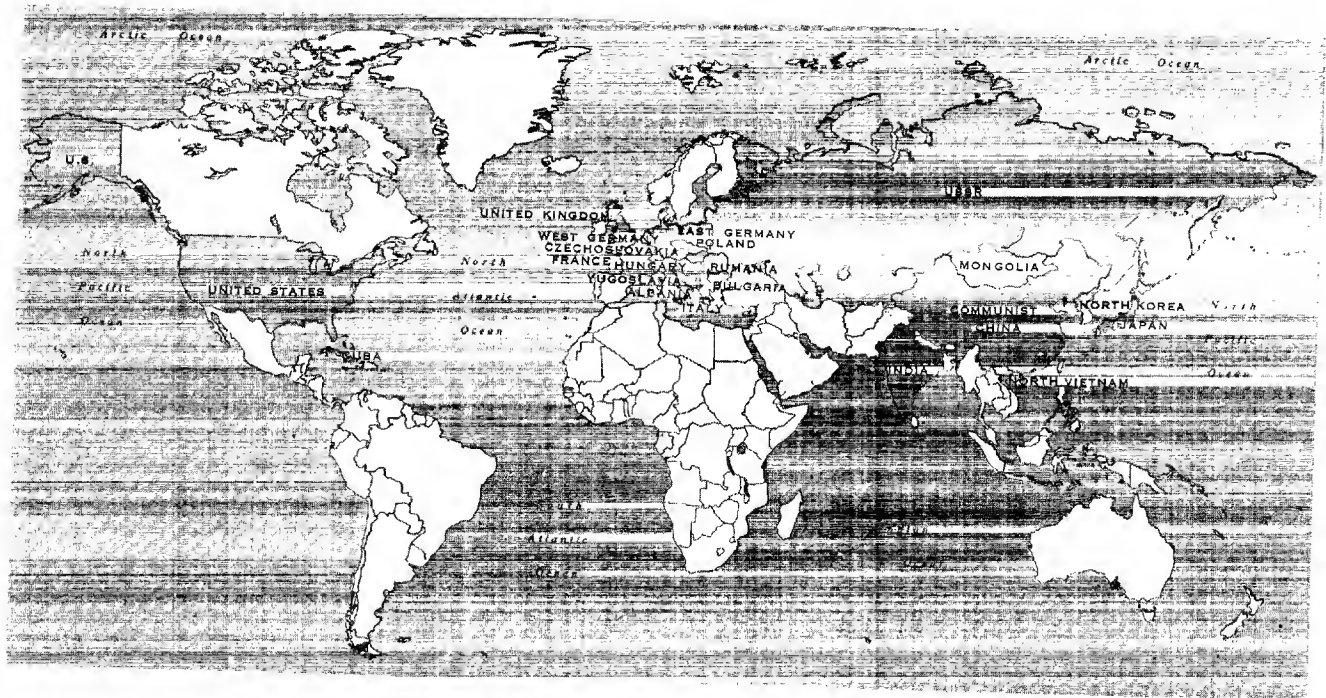 Arctic Ocean
Arctic Ocean
U.S.
USSR
UNITED KINGDOM
EAST GERMANY
WEST GERMANY
POLAND
CZECHOSLOVAKIA
FRANCE
HUNGARY
RUMANIA
MONGOLIA
YUGOSLAVIA
BULGARIA
ALBANIA
ITALY
North
Pacific
Ocean
UNITED STATES
North
Atlantic
Ocean
COMMUNIST
CHINA
NORTH KOREA
JAPAN
North
Pacific
Ocean
CUBA
INDIA
NORTH VIETNAM
South
Atlantic
Ocean